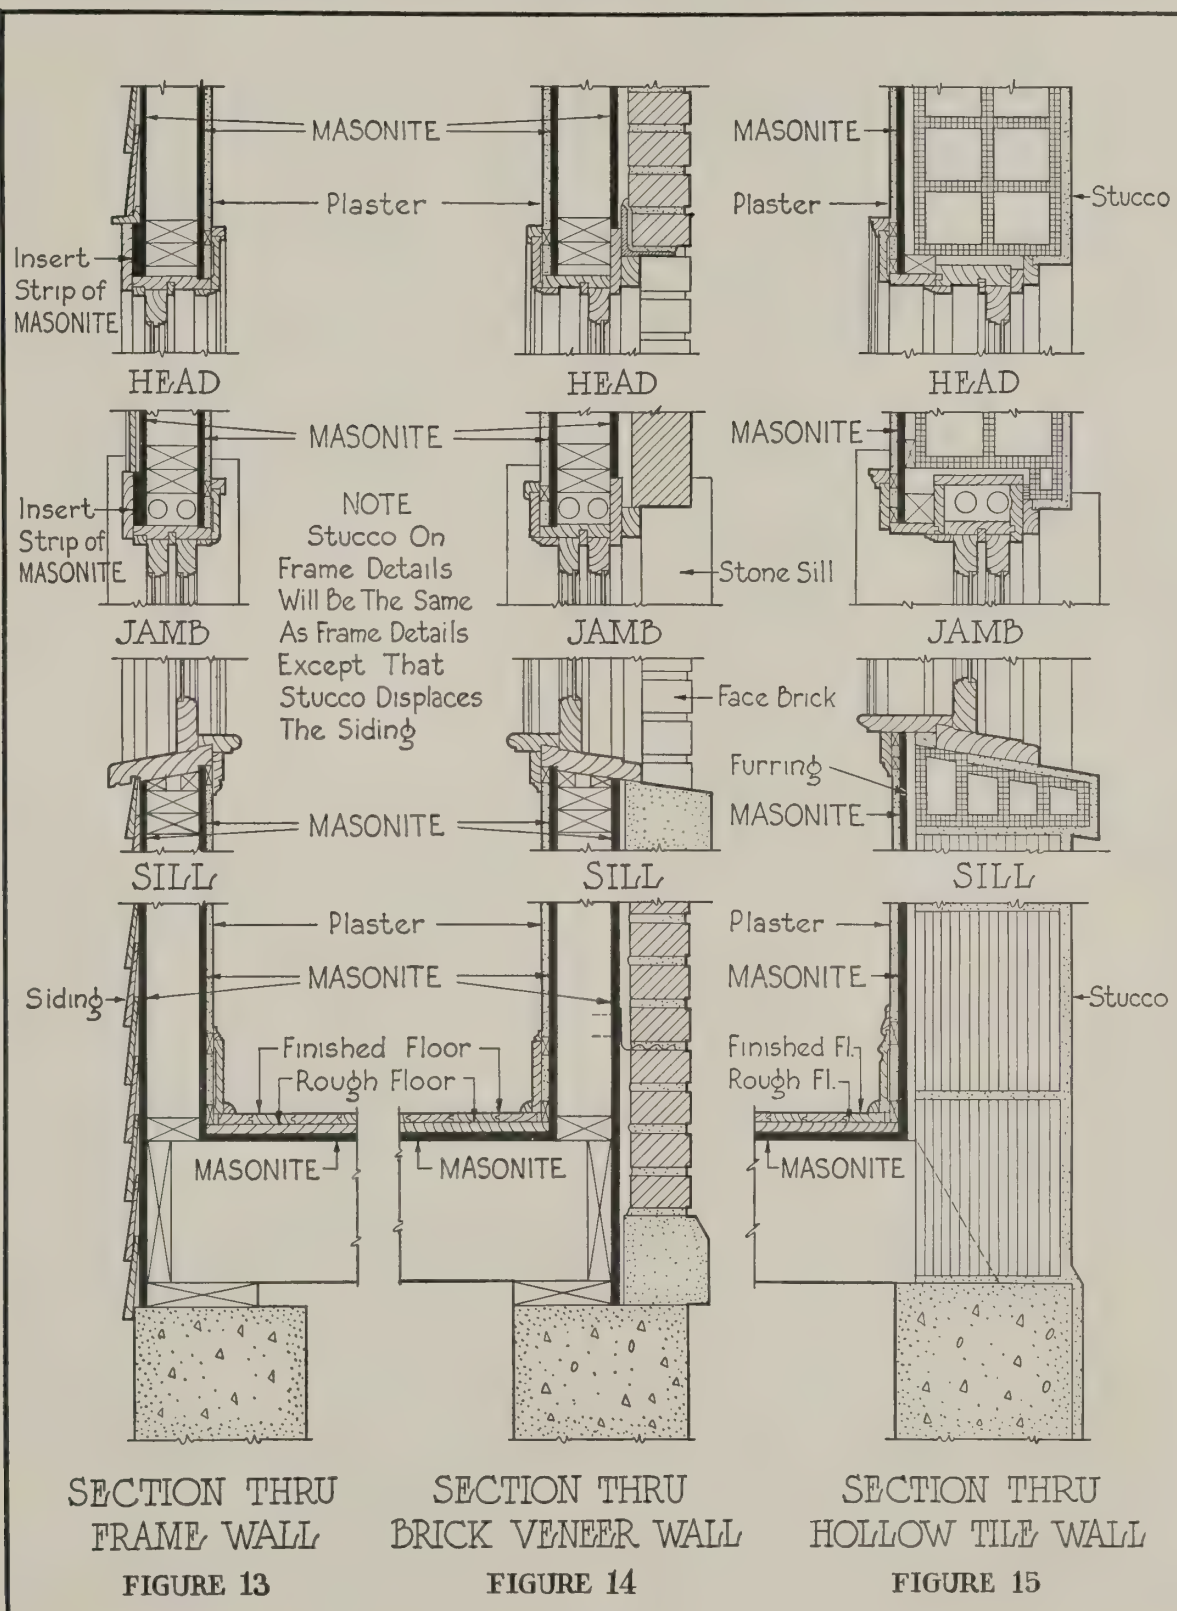 MASONITE
MASONITE
Plaster
Plaster
Stucco
Insert
Strip of
MASONITE
HEAD
HEAD
HEAD
MASONITE
MASONITE
Insert
Strip of
MASONITE
NOTE
Stucco On
Frame Details
Will Be The Same
As Frame Details
Except That
Stucco Displaces
The Siding
Stone Sill
JAMB
JAMB
JAMB
Face Brick
Furring
MASONITE
MASONITE
SILL
SILL
SILL
Plaster
Plaster
MASONITE
MASONITE
Siding
Stucco
Finished Floor
Rough Floor
Finished Fl.
Rough Fl.
MASONITE
MASONITE
MASONITE
SECTION THRU
FRAME WALL
FIGURE 13
SECTION THRU
BRICK VENEER WALL
FIGURE 14
SECTION THRU
HOLLOW TILE WALL
FIGURE 15